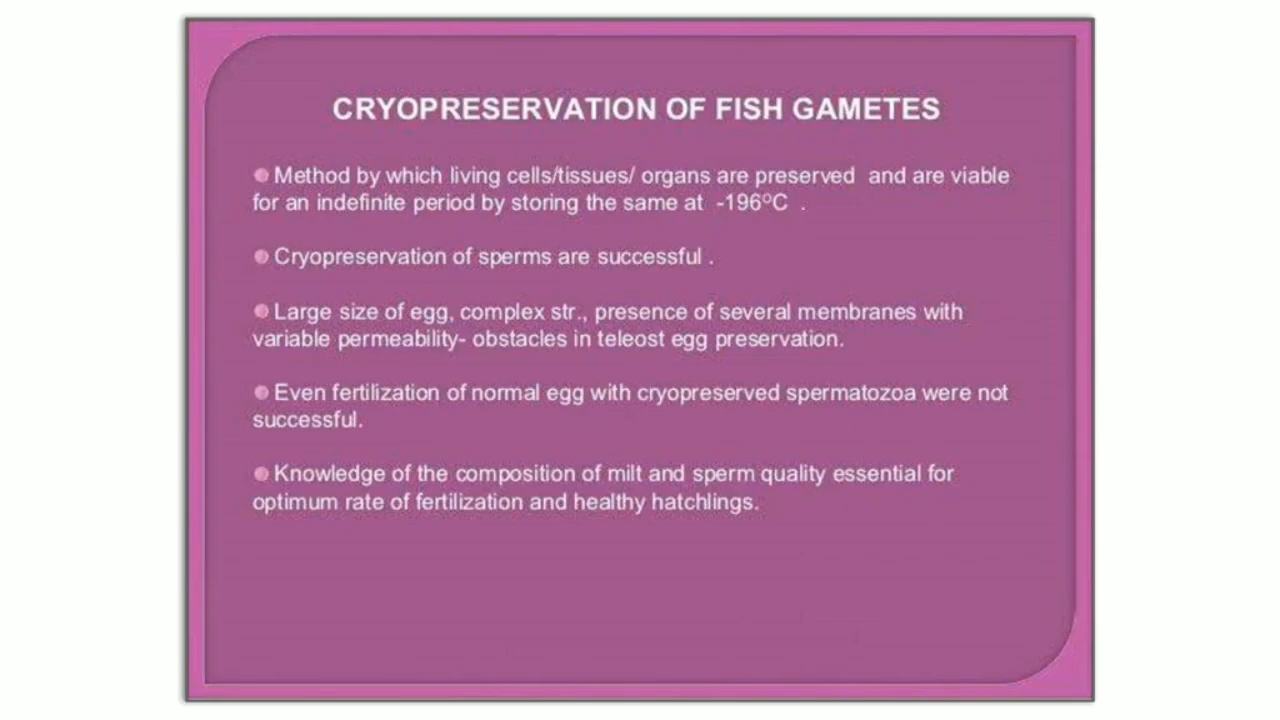 CRYOPRESERVATION OF FISH GAMETES
Method by which living cells/tissues/ organs are preserved and are viable
for an indefinite period by storing the same at -196ºC .
Cryopreservation of sperms are successful .
Large size of egg, complex str., presence of several membranes with
variable permeability- obstacles in teleost egg preservation.
Even fertilization of normal egg with cryopreserved spermatozoa were not
successful.
Knowledge of the composition of milt and sperm quality essential for
optimum rate of fertilization and healthy hatchlings.